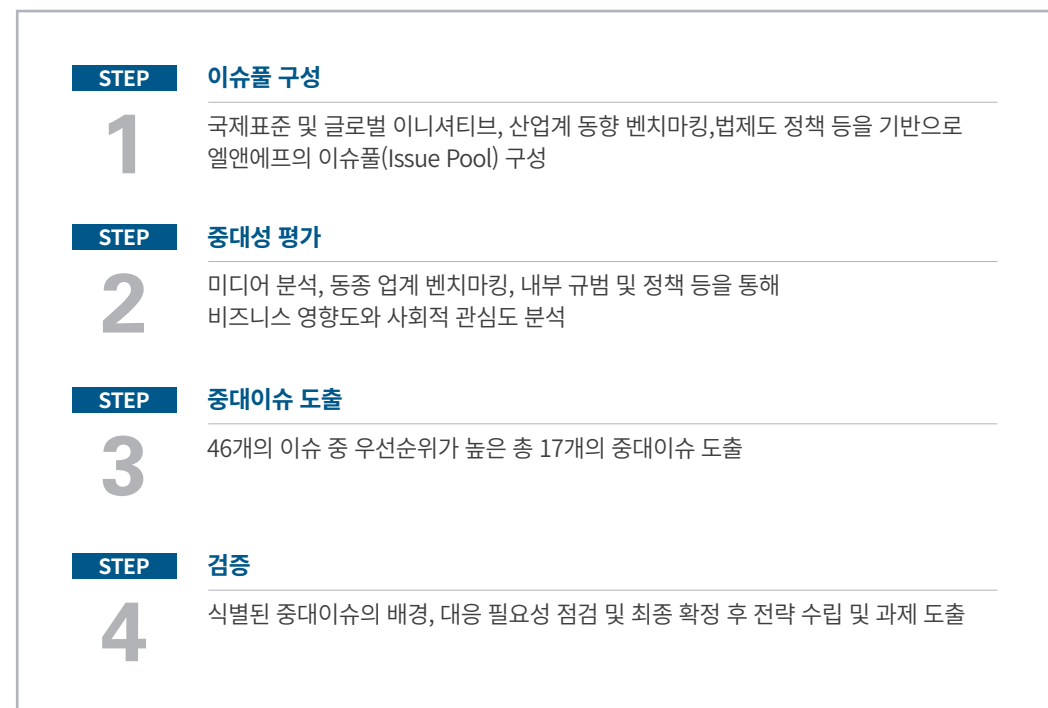 STEP 이슈풀 구성
1
국제표준 및 글로벌 이니셔티브, 산업계 동향 벤치마킹,법제도 정책 등을 기반으로
엘앤에프의 이슈풀(Issue Pool) 구성
STEP 중대성 평가
2
미디어 분석, 동종 업계 벤치마킹, 내부 규범 및 정책 등을 통해
비즈니스 영향도와 사회적 관심도 분석
STEP 중대이슈 도출
3
46개의 이슈 중 우선순위가 높은 총 17개의 중대이슈 도출
STEP 검증
4
식별된 중대이슈의 배경, 대응 필요성 점검 및 최종 확정 후 전략 수립 및 과제 도출